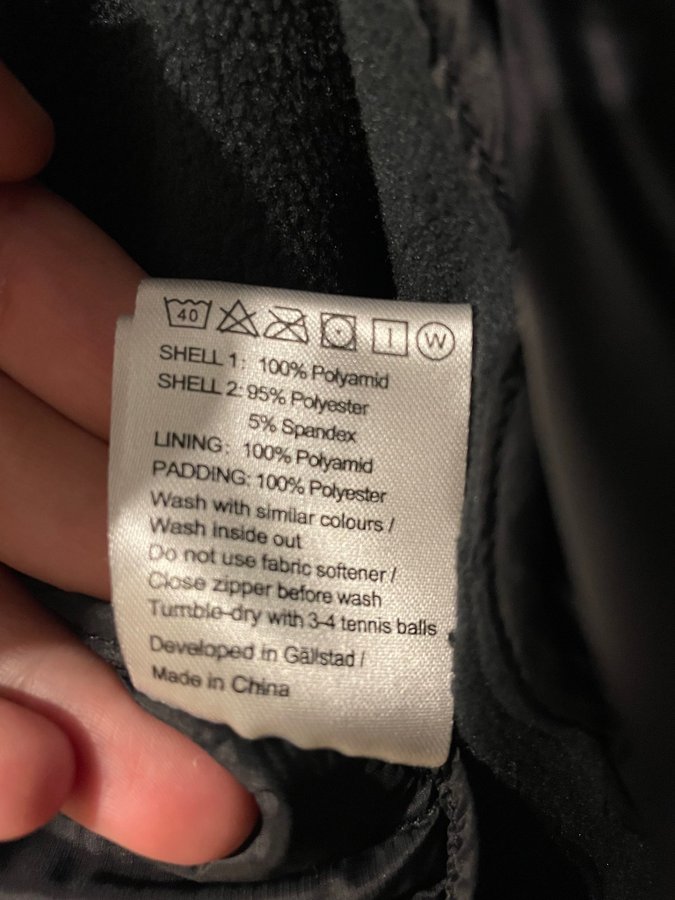 40 I W
SHELL 1: 100% Polyamid
SHELL 2: 95% Polyester
5% Spandex
LINING: 100% Polyamid
PADDING: 100% Polyester
Wash with similar colours /
Wash inside out
Do not use fabric softener /
Close zipper before wash
Tumble-dry with 3-4 tennis balls
Developed in Gällstad /
Made in China